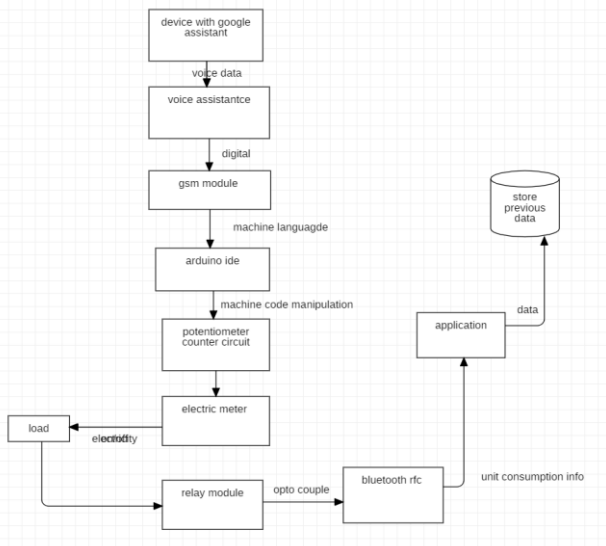 device with google
assistant
voice data
voice assistantce
digital
gsm module
machine languagde
arduino ide
machine code manipulation
potentiometer
counter circuit
electric meter
load
relay module
opto couple
bluetooth rfc
unit consumption info
application
data
store
previous
data